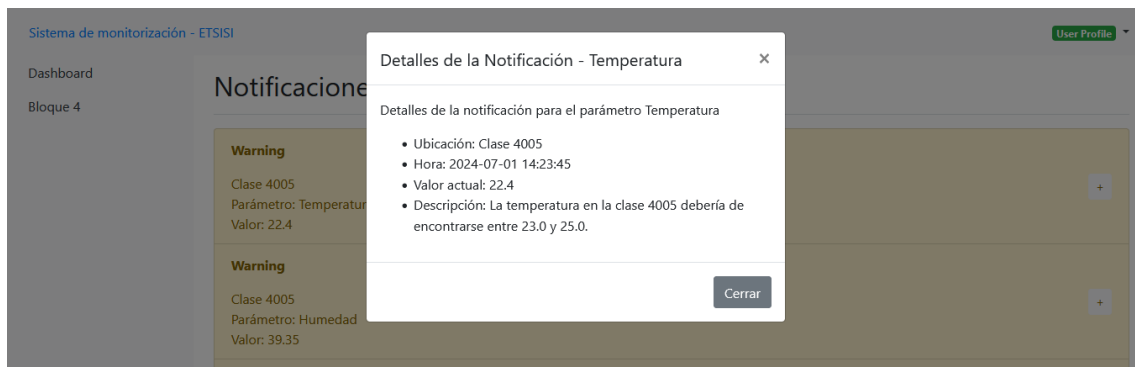 Sistema de monitorización - ETSISI
User Profile
Dashboard
Bloque 4
Notificacione
Warning
Clase 4005
Parámetro: Temperatur
Valor: 22.4
+
Warning
Clase 4005
Parámetro: Humedad
Valor: 39.35
+
Detalles de la Notificación - Temperatura
×
Detalles de la notificación para el parámetro Temperatura
• Ubicación: Clase 4005
• Hora: 2024-07-01 14:23:45
• Valor actual: 22.4
• Descripción: La temperatura en la clase 4005 debería de
encontrarse entre 23.0 y 25.0.
Cerrar